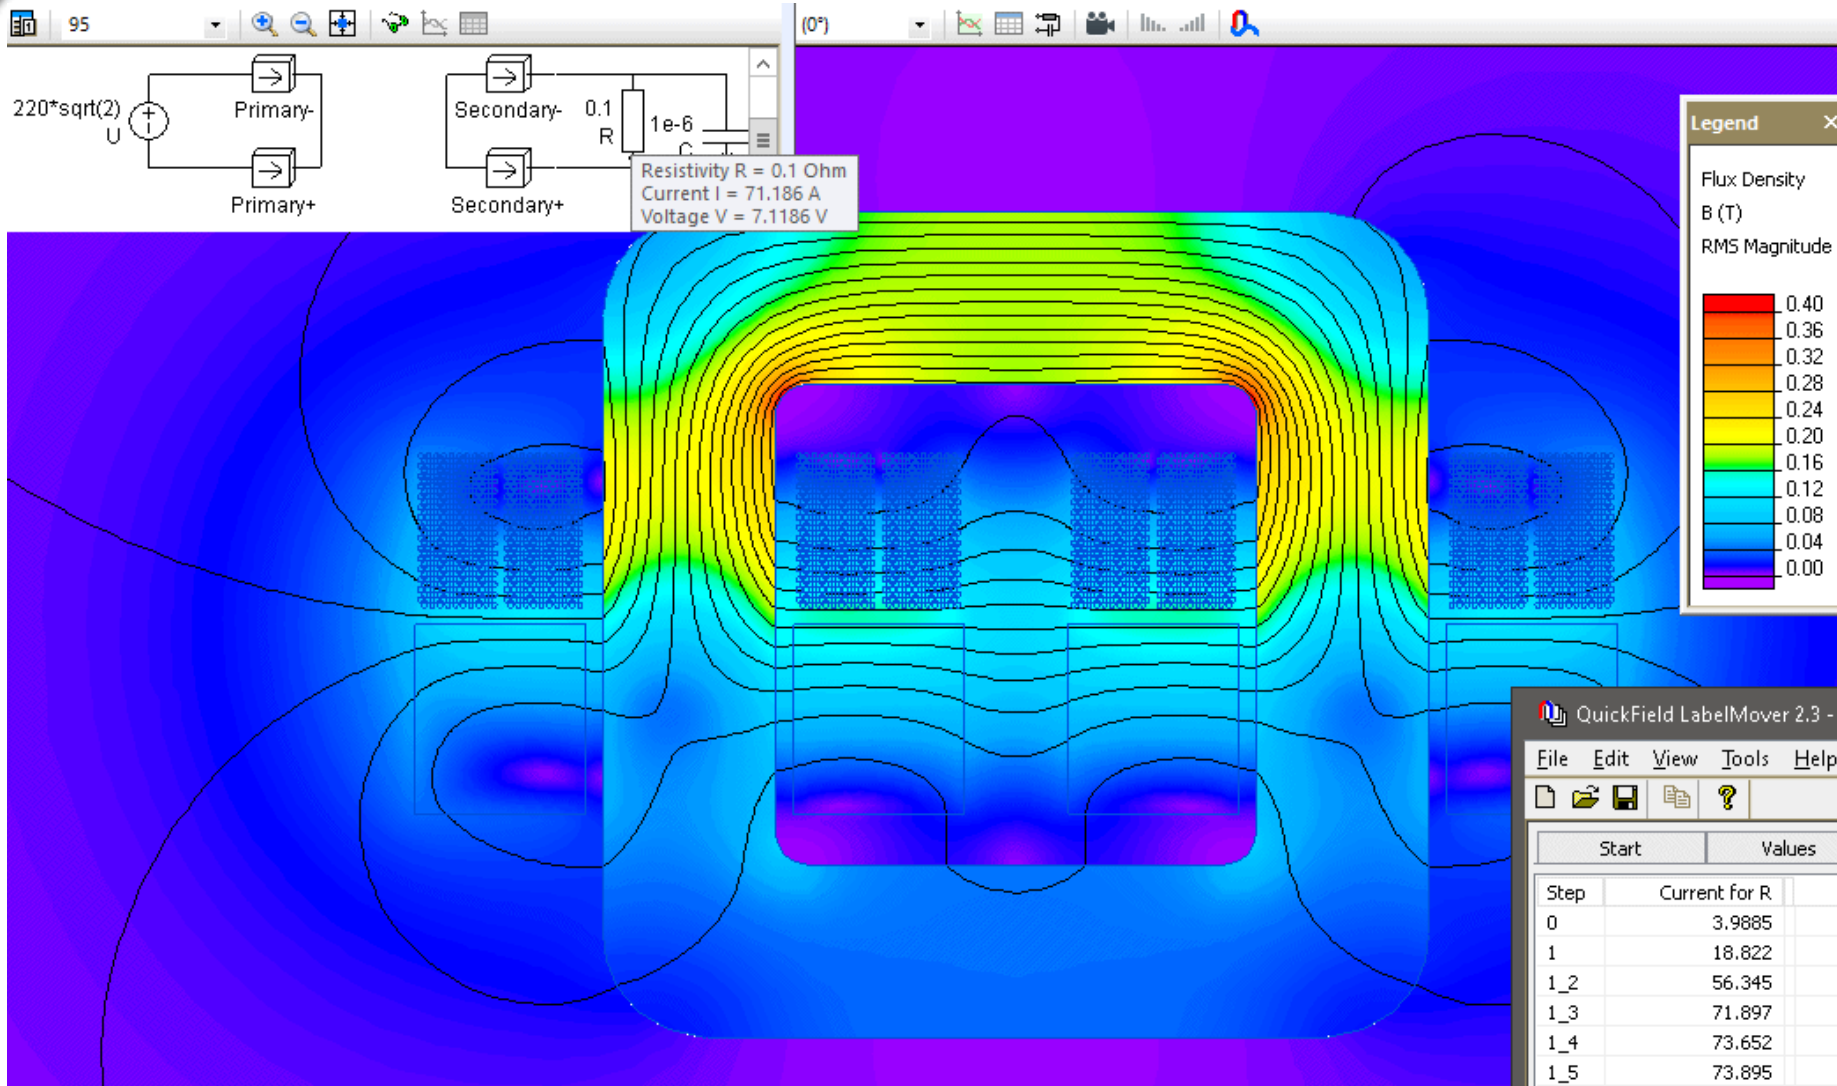 95
(0°)
220*sqrt(2)
U
Primary-
Primary+
Secondary-
Secondary+
0.1
R
1e-6
C
Resistivity R = 0.1 Ohm
Current I = 71.186 A
Voltage V = 7.1186 V
Legend
Flux Density
B (T)
RMS Magnitude
0.40
0.36
0.32
0.28
0.24
0.20
0.16
0.12
0.08
0.04
0.00
QuickField LabelMover 2.3 -
File Edit View Tools Help
Start Values
Step Current for R
0 3.9885
1 18.822
1_2 56.345
1_3 71.897
1_4 73.652
1_5 73.895